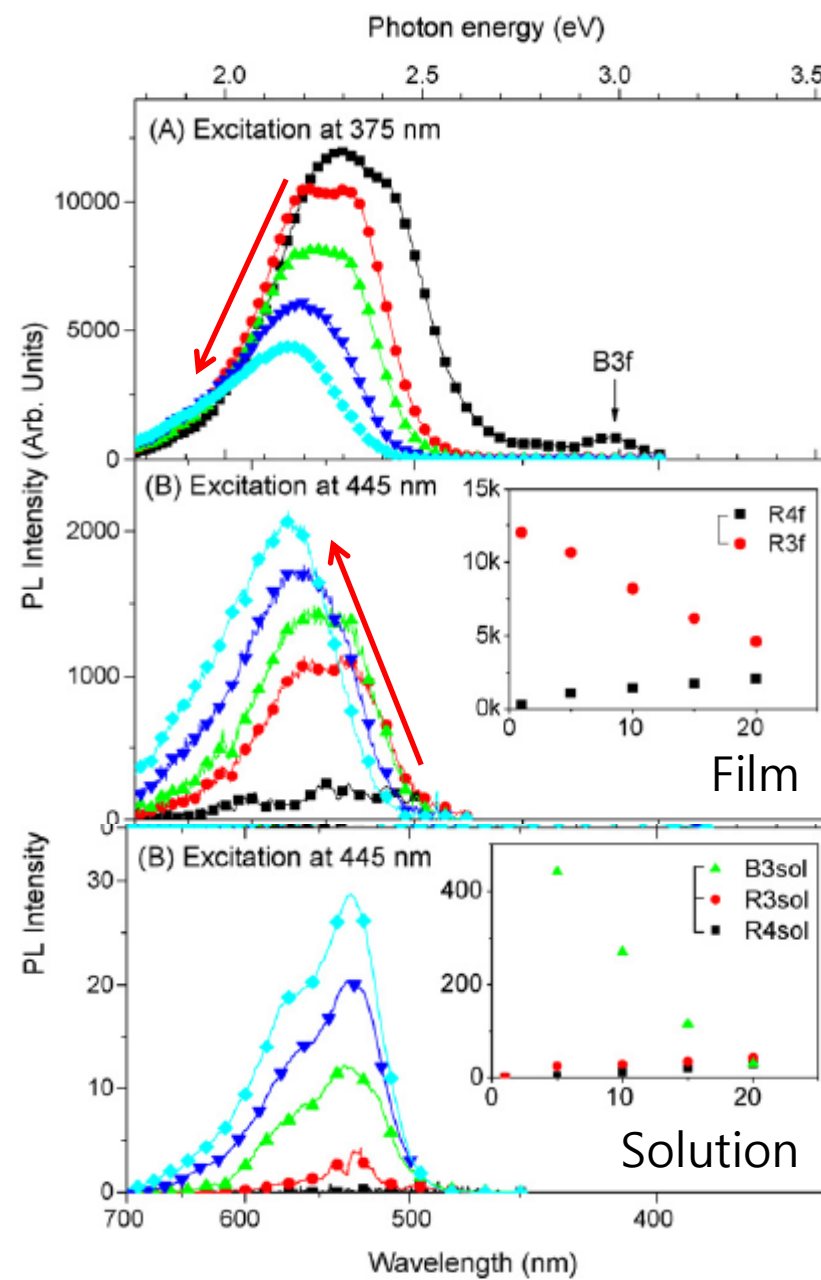 Photon energy (eV)
2.0 2.5 3.0 3.5
(A) Excitation at 375 nm
10000
5000
0
B3f
PL Intensity (Arb. Units)
(B) Excitation at 445 nm
2000
1000
0
15k
10k
5k
0k
0 10 20
R4f
R3f
Film
0
(B) Excitation at 445 nm
30
20
10
0
PL Intensity
400
200
0
0 10 20
B3sol
R3sol
R4sol
Solution
700 600 500 400
Wavelength (nm)